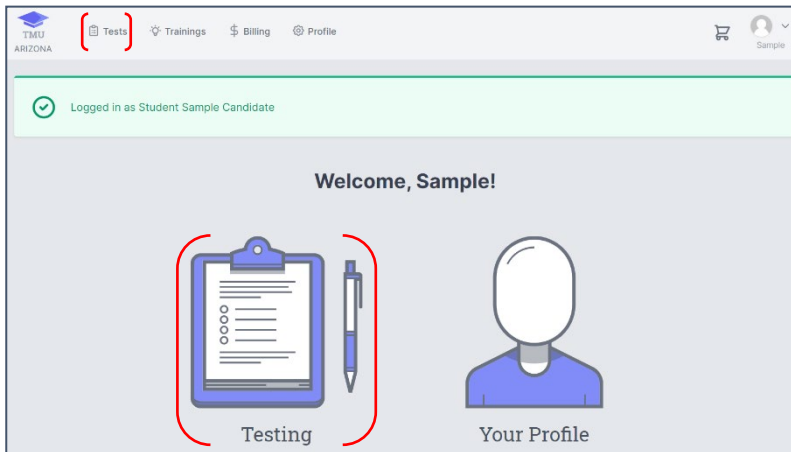 TMU
ARIZONA
Tests
Trainings
Billing
Profile
Sample
Logged in as Student Sample Candidate
Welcome, Sample!
Testing
Your Profile